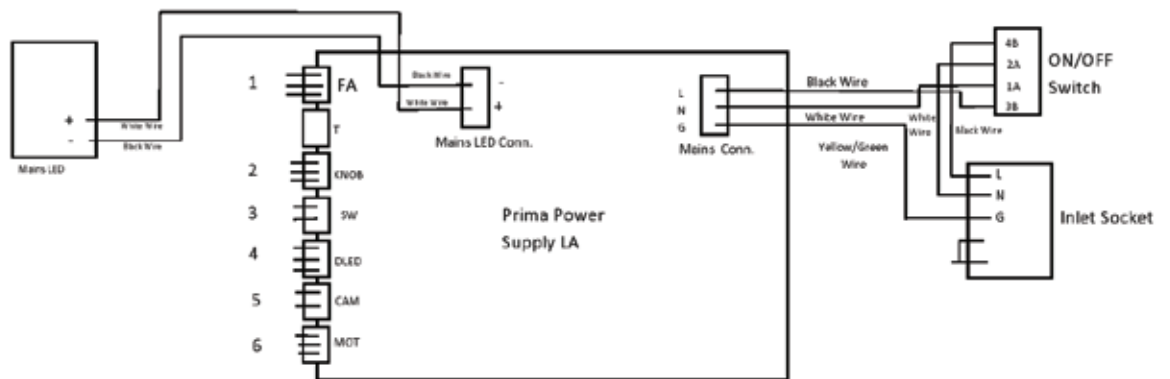 +
-
White Wire
Black Wire
Mains LED
1
FA
T
2
KNOB
3
SW
4
DLED
5
CAM
6
MOT
Black Wire
-
White Wire
+
Mains LED Conn.
Prima Power
Supply LA
L
N
G
Mains Conn.
Black Wire
White Wire
Yellow/Green
Wire
White
Wire
Black Wire
4B
2A
1A
3B
ON/OFF
Switch
L
N
G
Inlet Socket